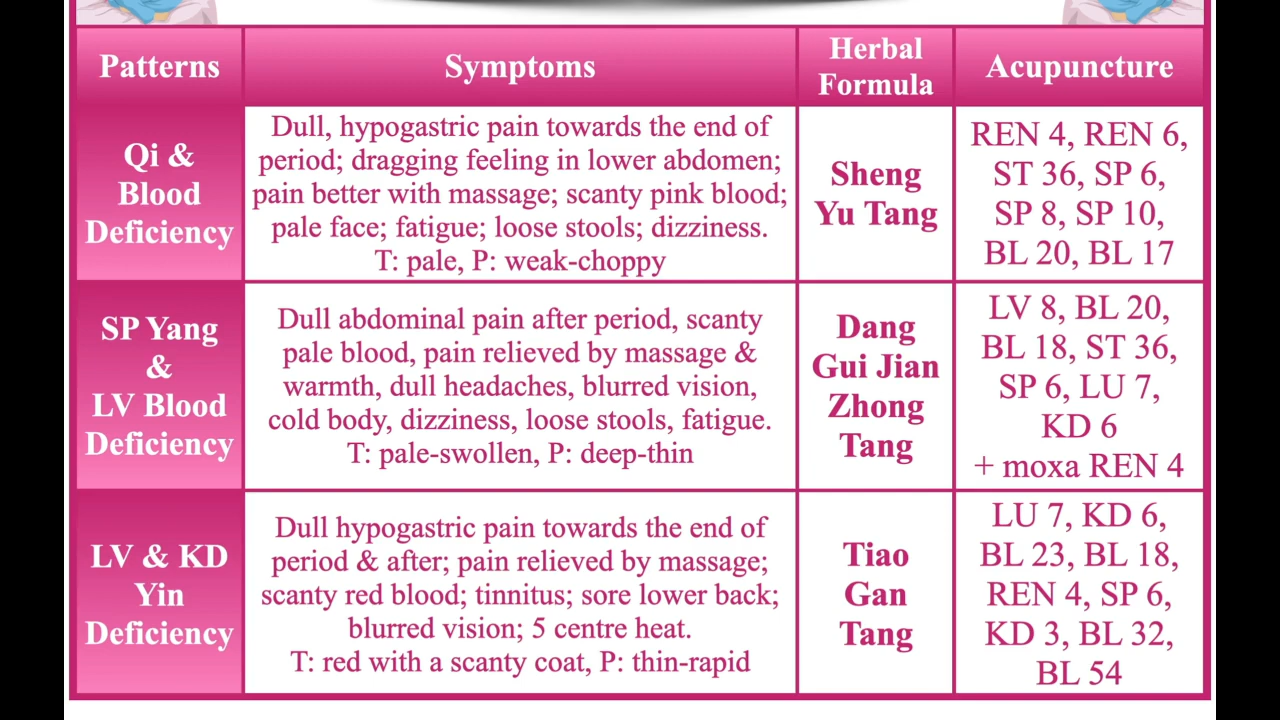 Patterns
Symptoms
Herbal
Formula
Acupuncture
Qi &
Blood
Deficiency
Dull, hypogastric pain towards the end of
period; dragging feeling in lower abdomen;
pain better with massage; scanty pink blood;
pale face; fatigue; loose stools; dizziness.
T: pale, P: weak-choppy
Sheng
Yu Tang
REN 4, REN 6,
ST 36, SP 6,
SP 8, SP 10,
BL 20, BL 17
SP Yang
&
LV Blood
Deficiency
Dull abdominal pain after period, scanty
pale blood, pain relieved by massage &
warmth, dull headaches, blurred vision,
cold body, dizziness, loose stools, fatigue.
T: pale-swollen, P: deep-thin
Dang
Gui Jian
Zhong
Tang
LV 8, BL 20,
BL 18, ST 36,
SP 6, LU 7,
KD 6
+ moxa REN 4
LV & KD
Yin
Deficiency
Dull hypogastric pain towards the end of
period & after; pain relieved by massage;
scanty red blood; tinnitus; sore lower back;
blurred vision; 5 centre heat.
T: red with a scanty coat, P: thin-rapid
Tiao
Gan
Tang
LU 7, KD 6,
BL 23, BL 18,
REN 4, SP 6,
KD 3, BL 32,
BL 54